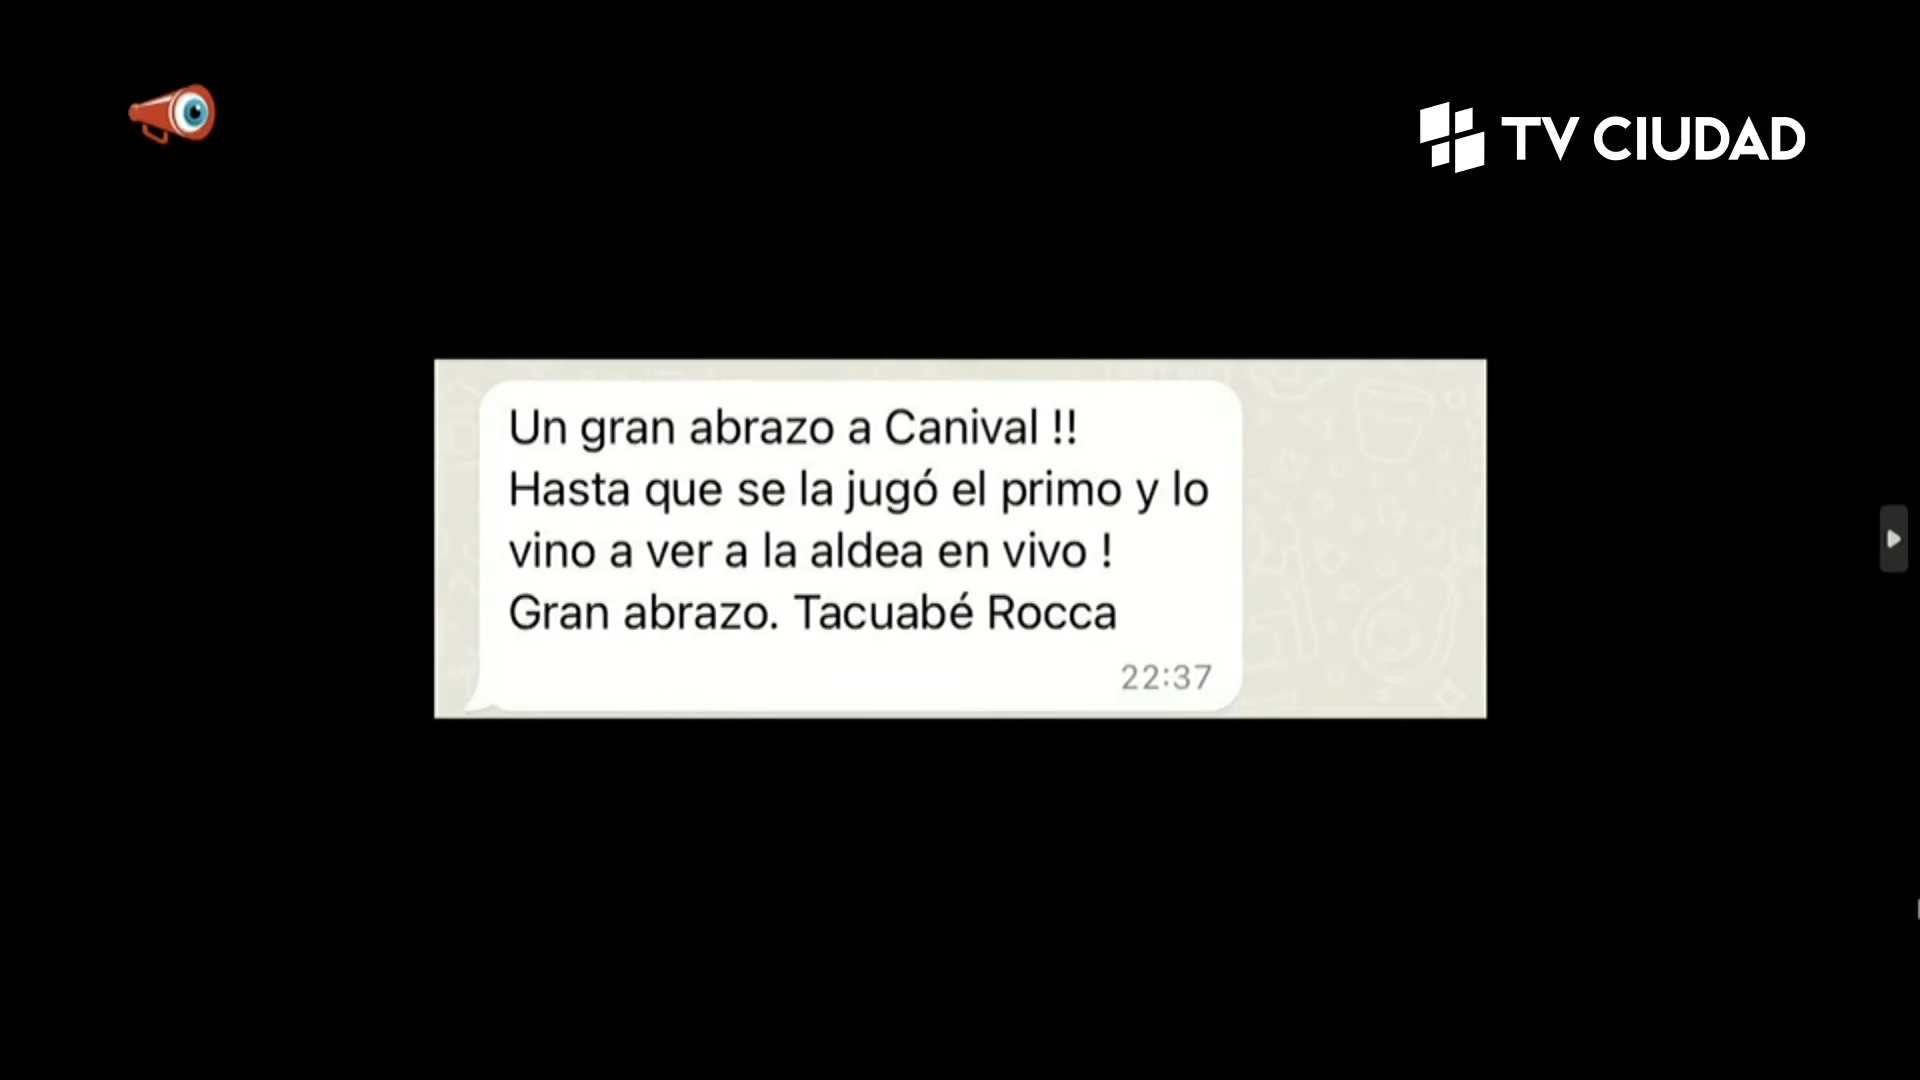 TV CIUDAD
Un gran abrazo a Canival !!
Hasta que se la jugó el primo y lo
vino a ver a la aldea en vivo !
Gran abrazo. Tacuabé Rocca
22:37